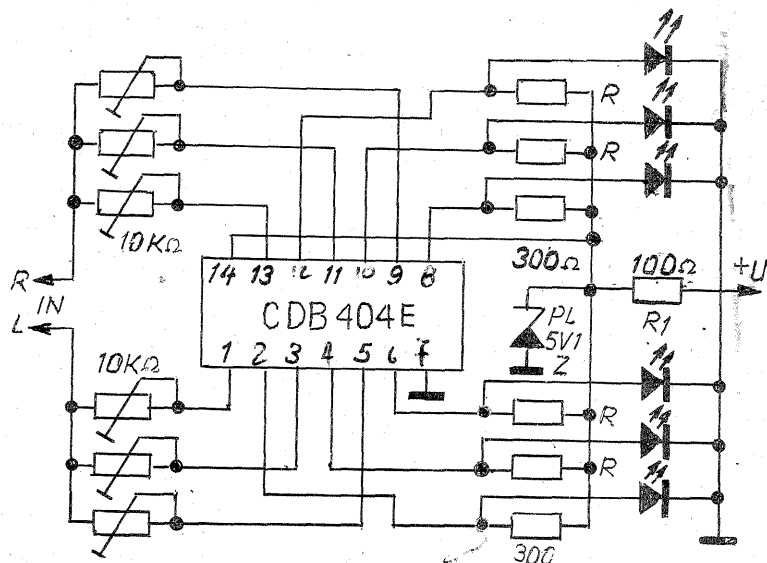 R
R
10KΩ
300Ω
100Ω
+U
14 13 12 11 10 9 8
R
IN
L
CDB404E
PL
5V1
Z
R1
1 2 3 4 5 6 7
10KΩ
R
R
300